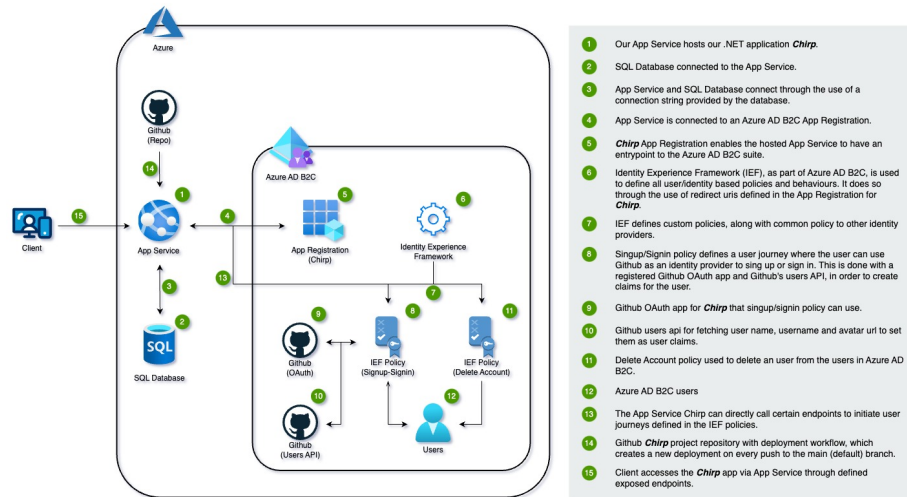 Azure
Github
(Repo)
Azure AD B2C
14
1
5
6
15
4
Client
App Service
App Registration
(Chirp)
Identity Experience
Framework
13
7
3
9
8
11
2
SQL
SQL Database
Github
(OAuth)
IEF Policy
(Signup-Signin)
IEF Policy
(Delete Account)
10
12
Github
(Users API)
Users
1 Our App Service hosts our .NET application Chirp.
2 SQL Database connected to the App Service.
3 App Service and SQL Database connect through the use of a
connection string provided by the database.
4 App Service is connected to an Azure AD B2C App Registration.
5 Chirp App Registration enables the hosted App Service to have an
entrypoint to the Azure AD B2C suite.
6 Identity Experience Framework (IEF), as part of Azure AD B2C, is used
to define all user/identity based policies and behaviours. It does so
through the use of redirect uris defined in the App Registration for
Chirp.
7 IEF defines custom policies, along with common policy to other identity
providers.
8 Singup/Signin policy defines a user journey where the user can use
Github as an identity provider to sing up or sign in. This is done with a
registered Github OAuth app and Github's users API, in order to create
claims for the user.
9 Github OAuth app for Chirp that singup/signin policy can use.
10 Github users api for fetching user name, username and avatar url to set
them as user claims.
11 Delete Account policy used to delete an user from the users in Azure AD
B2C.
12 Azure AD B2C users
13 The App Service Chirp can directly call certain endpoints to initiate user
journeys defined in the IEF policies.
14 Github Chirp project repository with deployment workflow, which
creates a new deployment on every push to the main (default) branch.
15 Client accesses the Chirp app via App Service through defined
exposed endpoints.